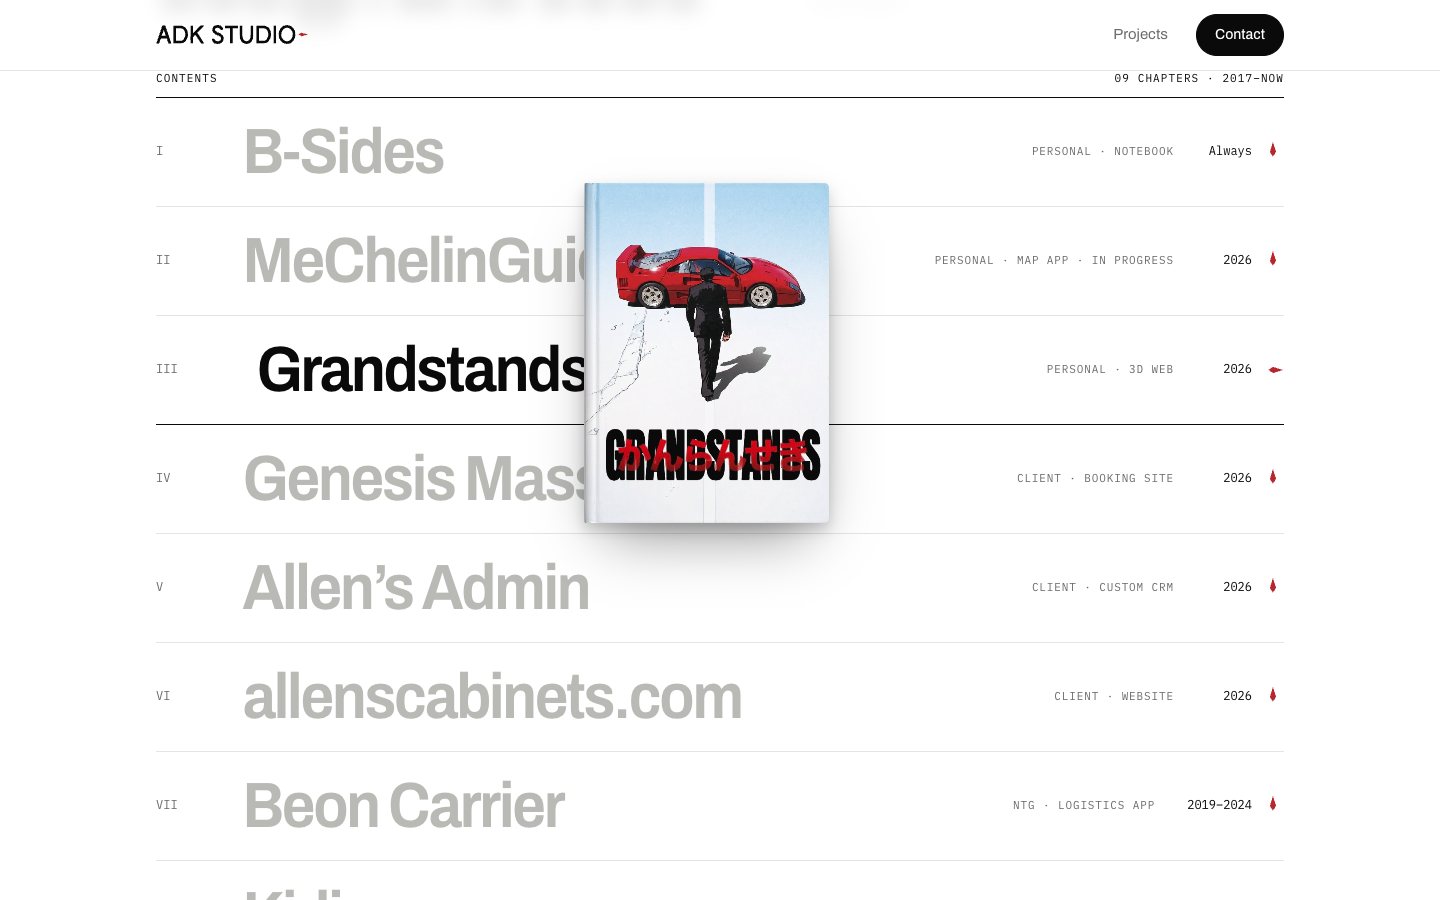 ADK STUDIO
Projects
Contact
CONTENTS
09 CHAPTERS · 2017–NOW
I
B-Sides
PERSONAL · NOTEBOOK
Always
II
PERSONAL · MAP APP · IN PROGRESS
2026
III
Grandstands
PERSONAL · 3D WEB
2026
GRANDSTANDS
かんらんせき
IV
Genesis
CLIENT · BOOKING SITE
2026
V
Allen’s Admin
CLIENT · CUSTOM CRM
2026
VI
allenscabinets.com
CLIENT · WEBSITE
2026
VII
Beon Carrier
NTG · LOGISTICS APP
2019–2024